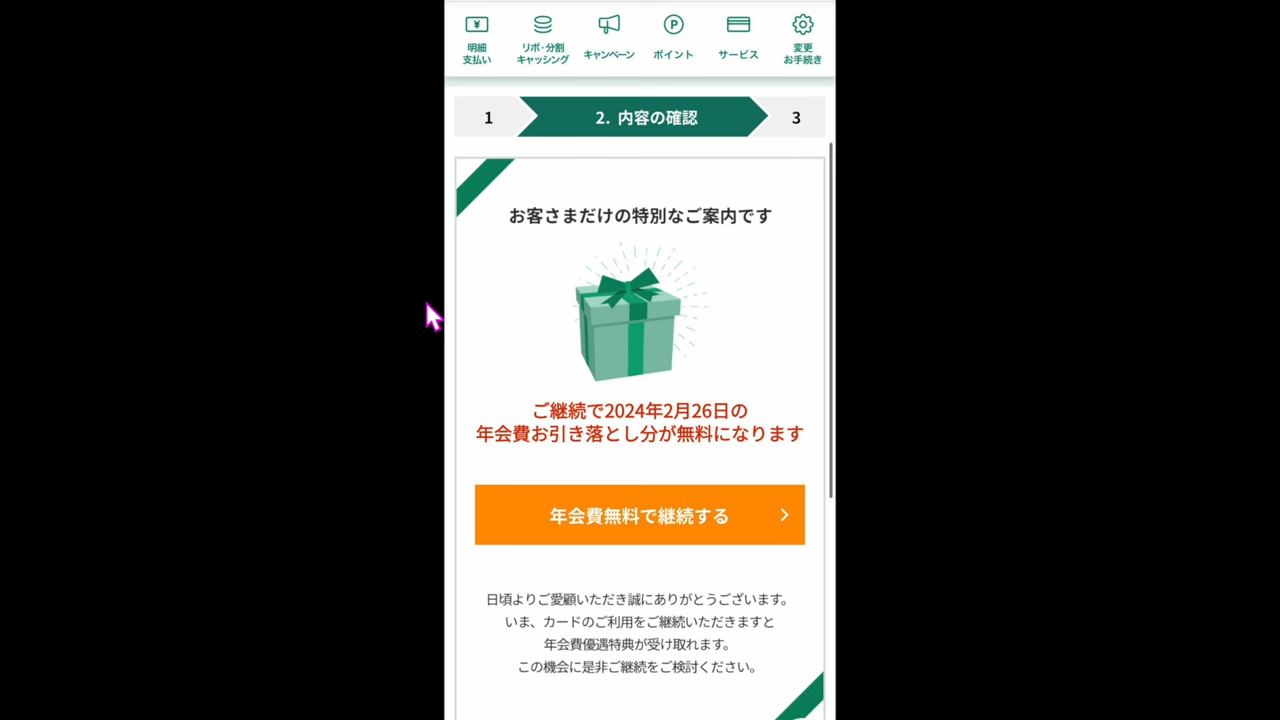 明細
支払い
リボ・分割
キャッシング
キャンペーン
ポイント
サービス
変更
お手続き
1
2. 内容の確認
3
お客さまだけの特別なご案内です
ご継続で2024年2月26日の
年会費お引き落とし分が無料になります
年会費無料で継続する
日頃よりご愛顧いただき誠にありがとうございます。
いま、カードのご利用をご継続いただきますと
年会費優遇特典が受け取れます。
この機会に是非ご継続をご検討ください。